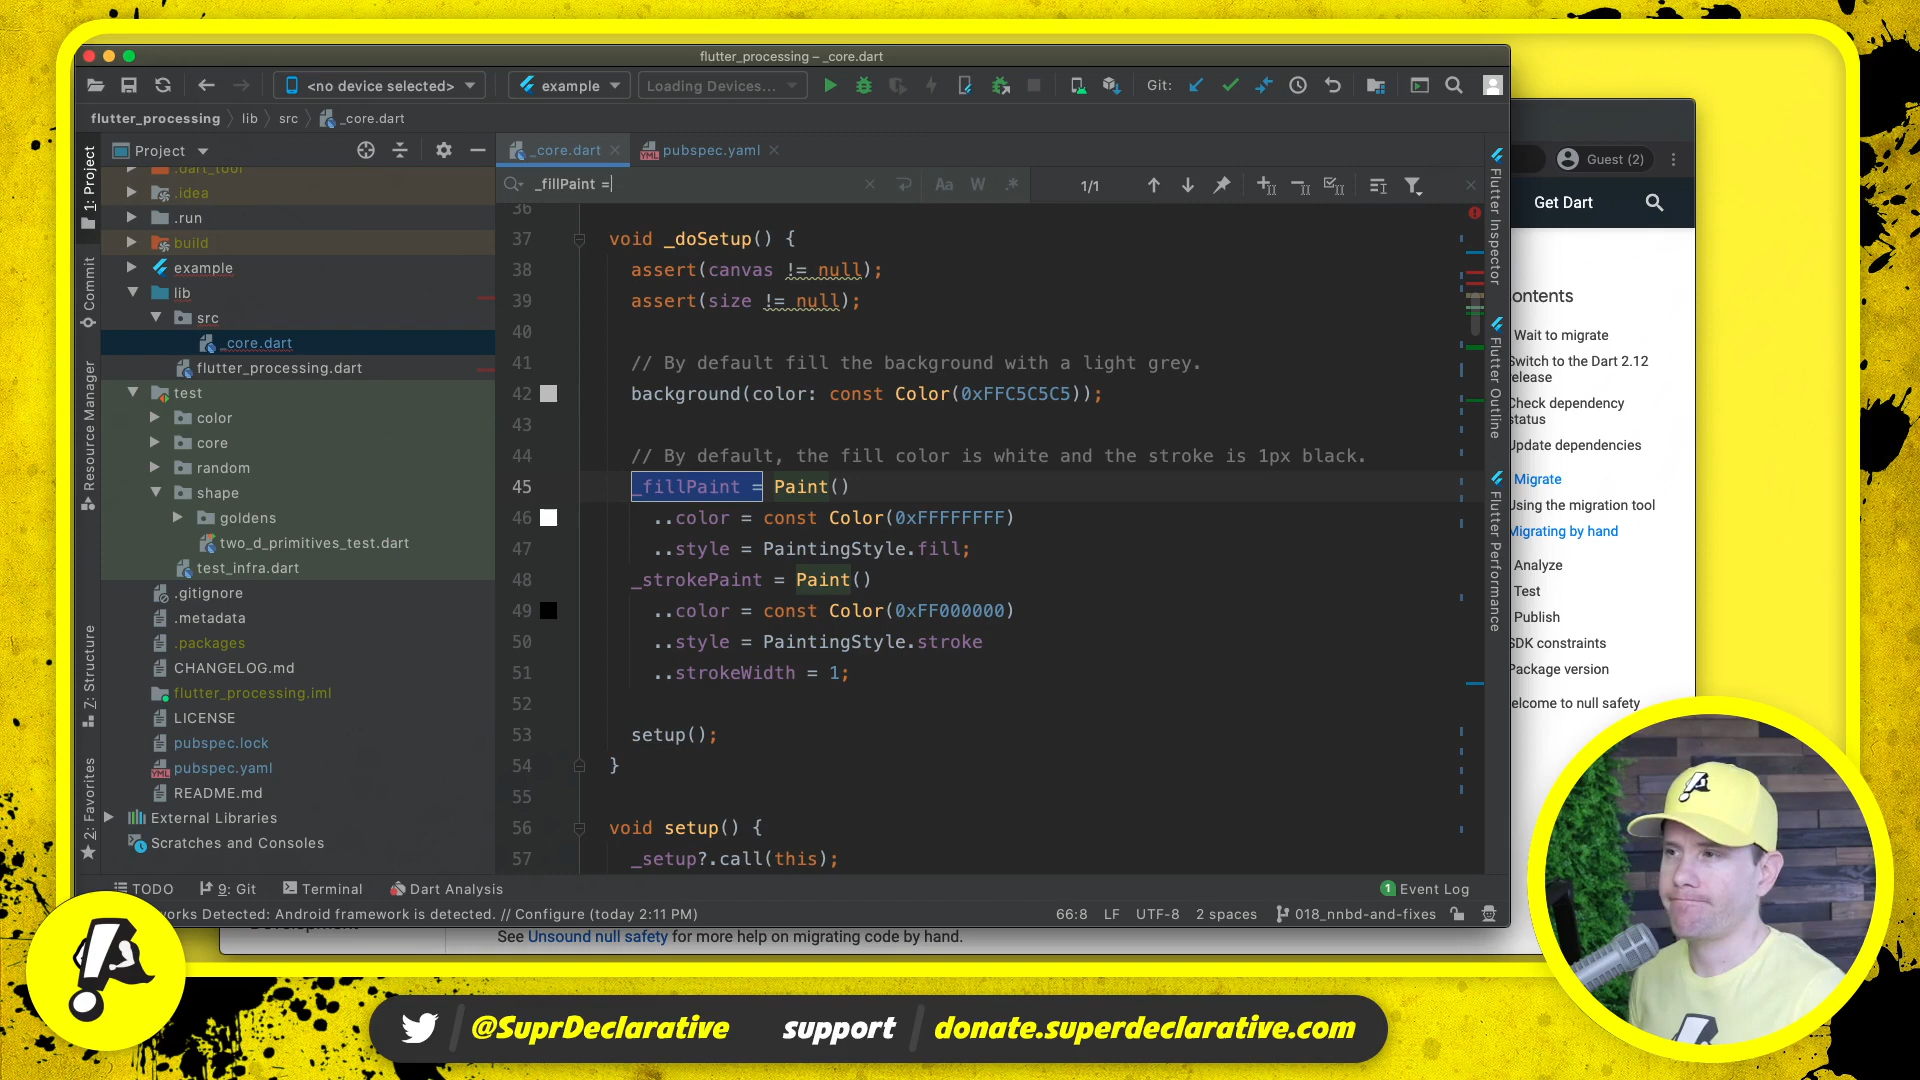 flutter_processing – _core.dart
<no device selected>
example
Loading Devices...
Git:
flutter_processing
lib
src
_core.dart
Guest (2)
1: Project
Commit
Resource Manager
7: Structure
2: Favorites
Project
.dart_tool
.idea
.run
build
example
lib
src
_core.dart
flutter_processing.dart
test
color
core
random
shape
goldens
two_d_primitives_test.dart
test_infra.dart
.gitignore
.metadata
.packages
CHANGELOG.md
flutter_processing.iml
LICENSE
pubspec.lock
pubspec.yaml
README.md
External Libraries
Scratches and Consoles
_core.dart
pubspec.yaml
_fillPaint =
Aa W .*
1/1
36
37 void _doSetup() {
38 assert(canvas != null);
39 assert(size != null);
40
41 // By default fill the background with a light grey.
42 background(color: const Color(0xFFC5C5C5));
43
44 // By default, the fill color is white and the stroke is 1px black.
45 _fillPaint = Paint()
46 ..color = const Color(0xFFFFFFFF)
47 ..style = PaintingStyle.fill;
48 _strokePaint = Paint()
49 ..color = const Color(0xFF000000)
50 ..style = PaintingStyle.stroke
51 ..strokeWidth = 1;
52
53 setup();
54 }
55
56 void setup() {
57 _setup?.call(this);
Flutter Inspector
Flutter Outline
Flutter Performance
Get Dart
ontents
Wait to migrate
Switch to the Dart 2.12
release
Check dependency
status
Update dependencies
Migrate
Using the migration tool
Migrating by hand
Analyze
Test
Publish
SDK constraints
Package version
elcome to null safety
TODO
9: Git
Terminal
Dart Analysis
1 Event Log
orks Detected: Android framework is detected. // Configure (today 2:11 PM)
66:8 LF UTF-8 2 spaces 018_nnbd-and-fixes
See Unsound null safety for more help on migrating code by hand.
@SuprDeclarative
support
donate.superdeclarative.com